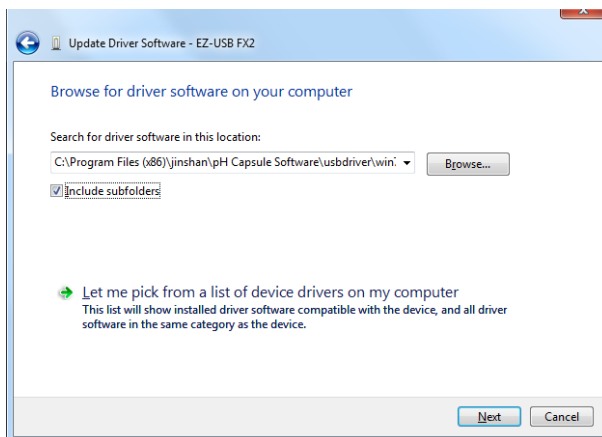 Update Driver Software - EZ-USB FX2
Browse for driver software on your computer
Search for driver software in this location:
C:\Program Files (x86)\jinshan\pH Capsule Software\usbdriver\win7
Browse...
Include subfolders
Let me pick from a list of device drivers on my computer
This list will show installed driver software compatible with the device, and all driver
software in the same category as the device.
Next
Cancel